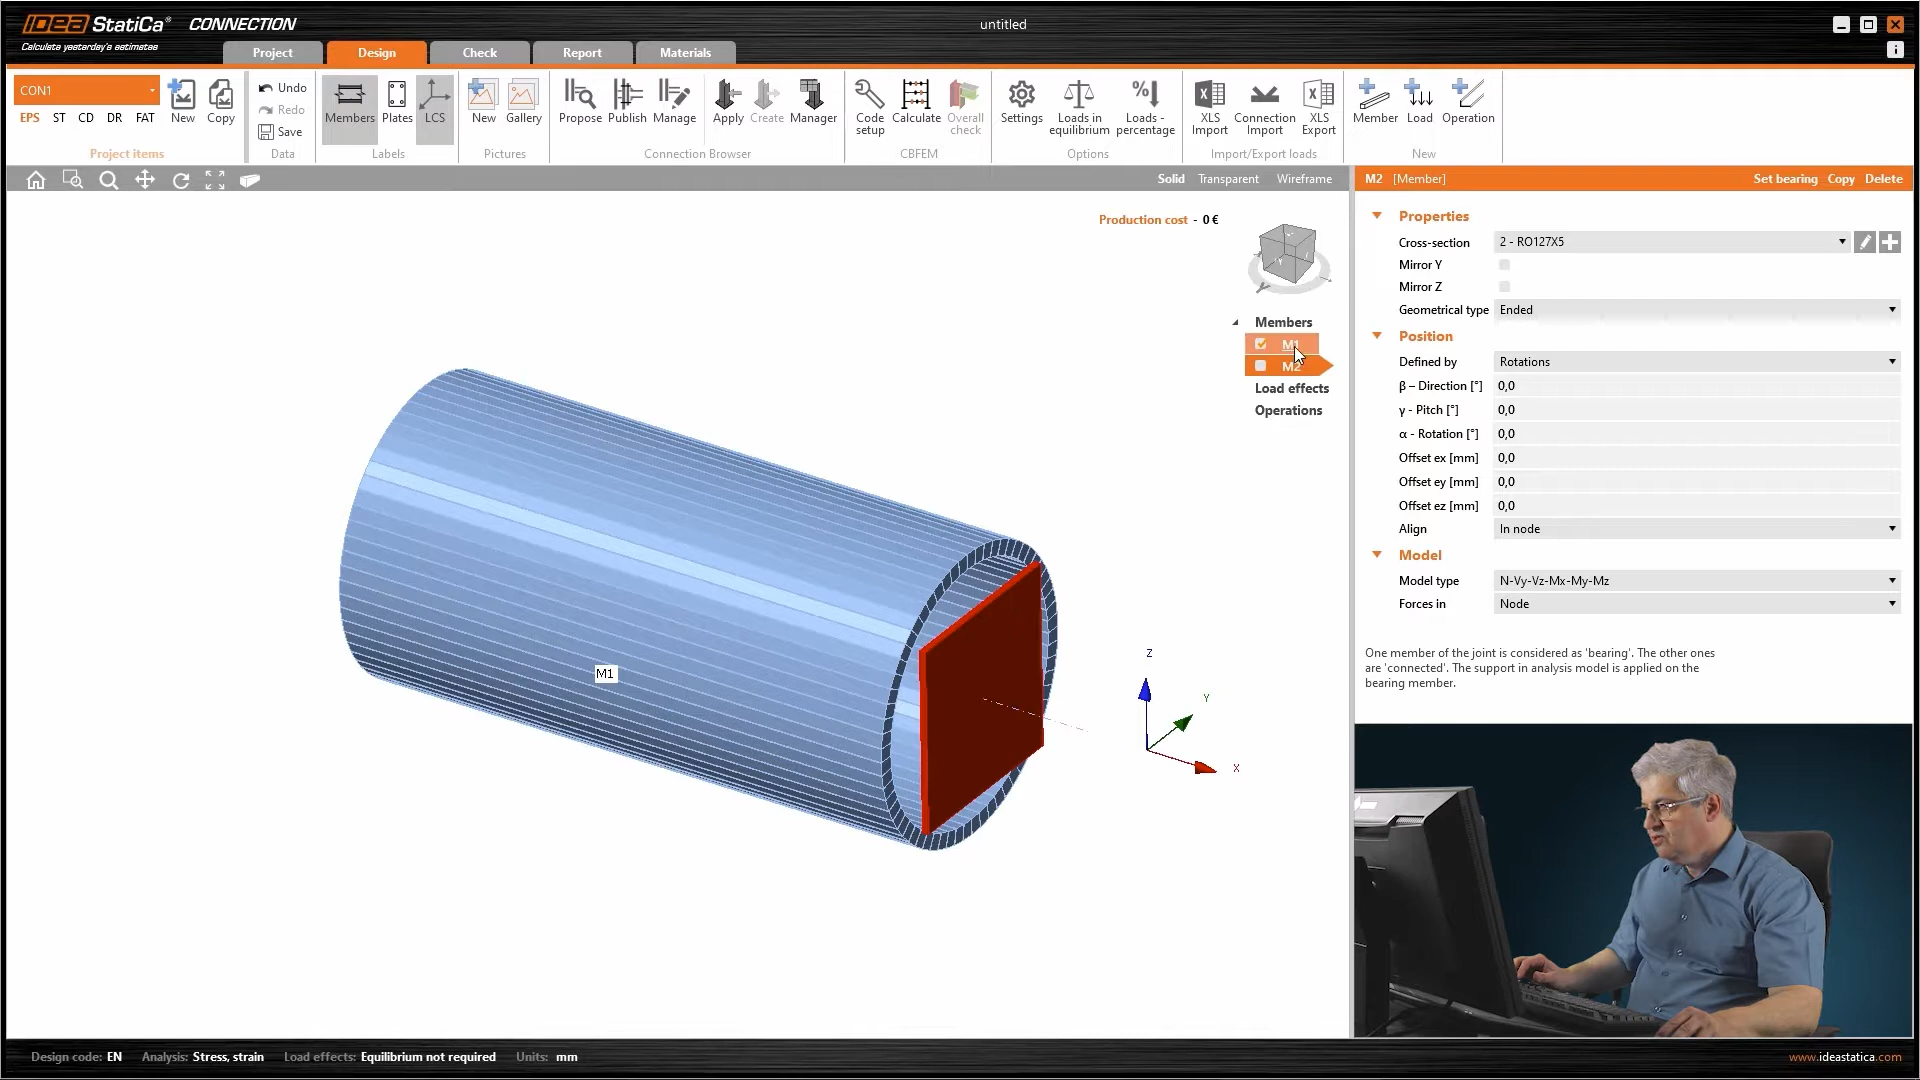 IDEA StatiCa® CONNECTION
Calculate yesterday's estimates
untitled
Project
Design
Check
Report
Materials
CON1
EPS ST CD DR FAT
Project items
New
Copy
Undo
Redo
Save
Data
Members
Plates
LCS
Labels
New
Gallery
Pictures
Propose
Publish
Manage
Apply
Create
Manager
Connection Browser
Code setup
Calculate
Overall check
CBFEM
Settings
Loads in equilibrium
Loads - percentage
Options
XLS Import
Connection Import
XLS Export
Import/Export loads
Member
Load
Operation
New
Solid
Transparent
Wireframe
Production cost - 0 €
Members
M1
M2
Load effects
Operations
M1
Z
Y
X
M2 [Member]
Set bearing Copy Delete
Properties
Cross-section 2 - RO127X5
Mirror Y
Mirror Z
Geometrical type Ended
Position
Defined by Rotations
β – Direction [°] 0,0
γ - Pitch [°] 0,0
α - Rotation [°] 0,0
Offset ex [mm] 0,0
Offset ey [mm] 0,0
Offset ez [mm] 0,0
Align In node
Model
Model type N-Vy-Vz-Mx-My-Mz
Forces in Node
One member of the joint is considered as 'bearing'. The other ones
are 'connected'. The support in analysis model is applied on the
bearing member.
Design code: EN Analysis: Stress, strain Load effects: Equilibrium not required Units: mm
www.ideastatica.com